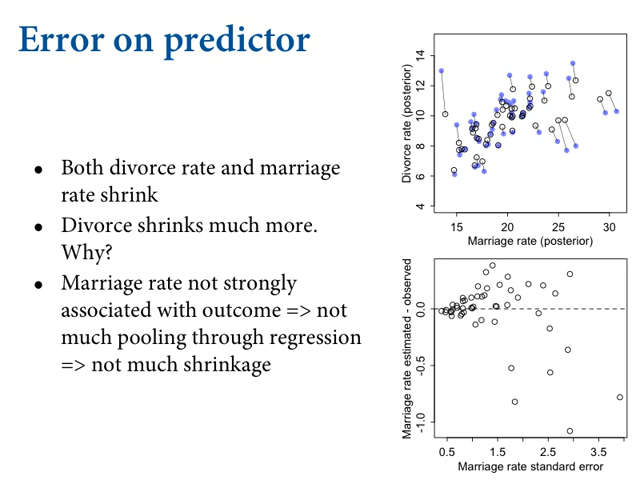 Error on predictor
• Both divorce rate and marriage
rate shrink
• Divorce shrinks much more.
Why?
• Marriage rate not strongly
associated with outcome => not
much pooling through regression
=> not much shrinkage
Divorce rate (posterior)
14
12
10
8
6
4
15 20 25 30
Marriage rate (posterior)
Marriage rate estimated - observed
0.0
-0.5
-1.0
0.5 1.5 2.5 3.5
Marriage rate standard error